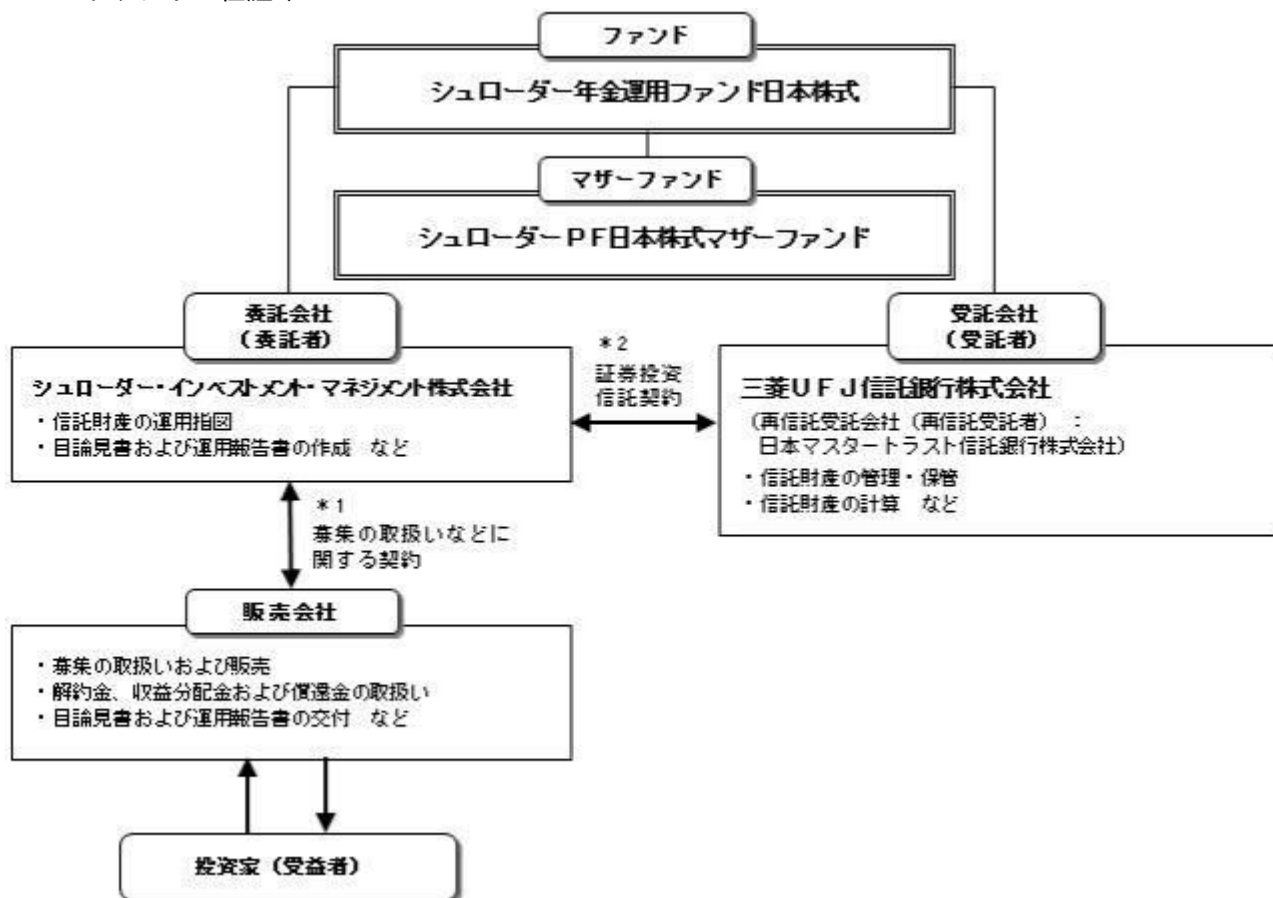 ファンド
シュローダー年金運用ファンド日本株式
マザーファンド
シュローダーPF日本株式マザーファンド
委託会社
(委託者)
シュローダー・インベストメント・マネジメント株式会社
・信託財産の運用指図
・目論見書および運用報告書の作成 など
*2
証券投資
信託契約
受託会社
(受託者)
三菱UFJ信託銀行株式会社
(再信託受託会社(再信託受託者) :
日本マスタートラスト信託銀行株式会社)
・信託財産の管理・保管
・信託財産の計算 など
*1
募集の取扱いなどに
関する契約
販売会社
・募集の取扱いおよび販売
・解約金、収益分配金および償還金の取扱い
・目論見書および運用報告書の交付 など
投資家(受益者)